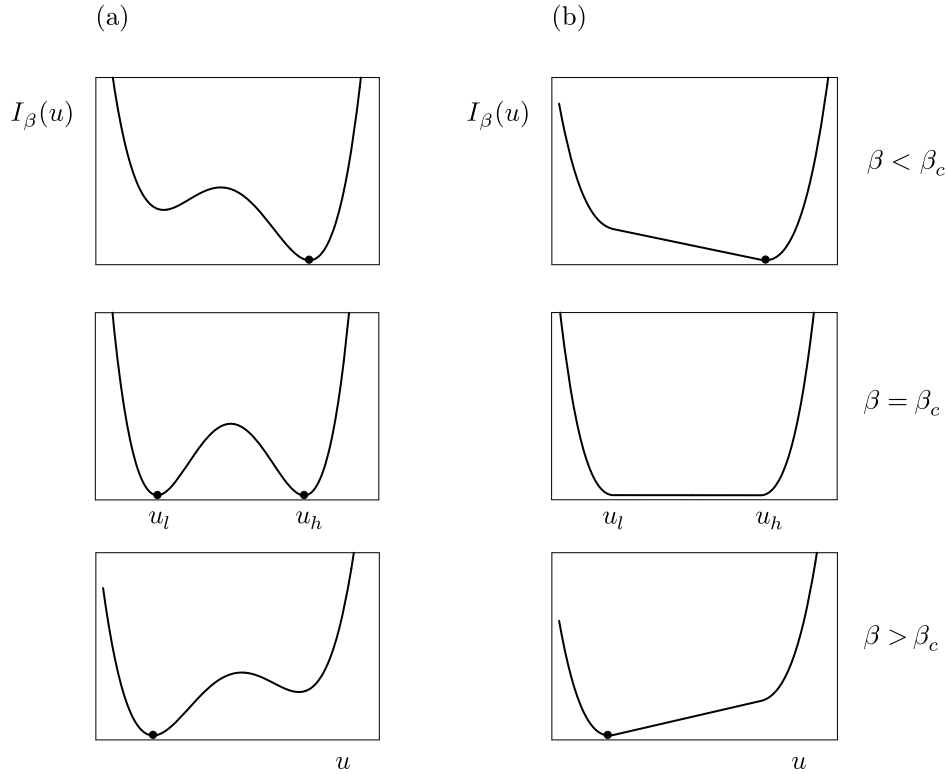 (a) (b)
I_β(u) I_β(u)
β < β_c
β = β_c
u_l u_h u_l u_h
β > β_c
u u